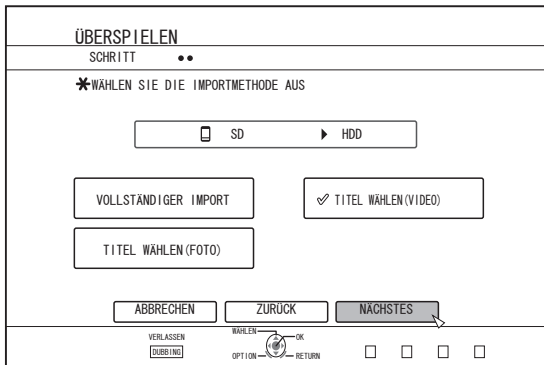 ÜBERSPIELEN
SCHRITT ●●
*WÄHLEN SIE DIE IMPORTMETHODE AUS
SD ▶ HDD
VOLLSTÄNDIGER IMPORT
✓ TITEL WÄHLEN(VIDEO)
TITEL WÄHLEN(FOTO)
ABBRECHEN ZURÜCK NÄCHSTES
VERLASSEN WÄHLEN OK
DUBBING OPTION RETURN